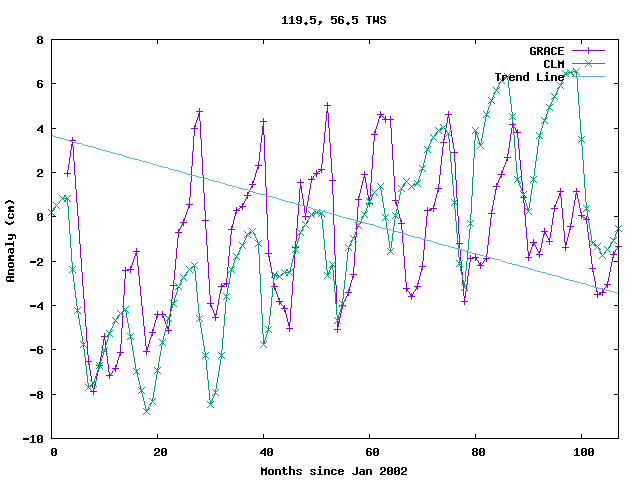 119.5, 56.5 TWS
GRACE
CLM
Trend Line
8
6
4
2
0
-2
-4
-6
-8
-10
Anomaly (cm)
0 20 40 60 80 100
Months since Jan 2002